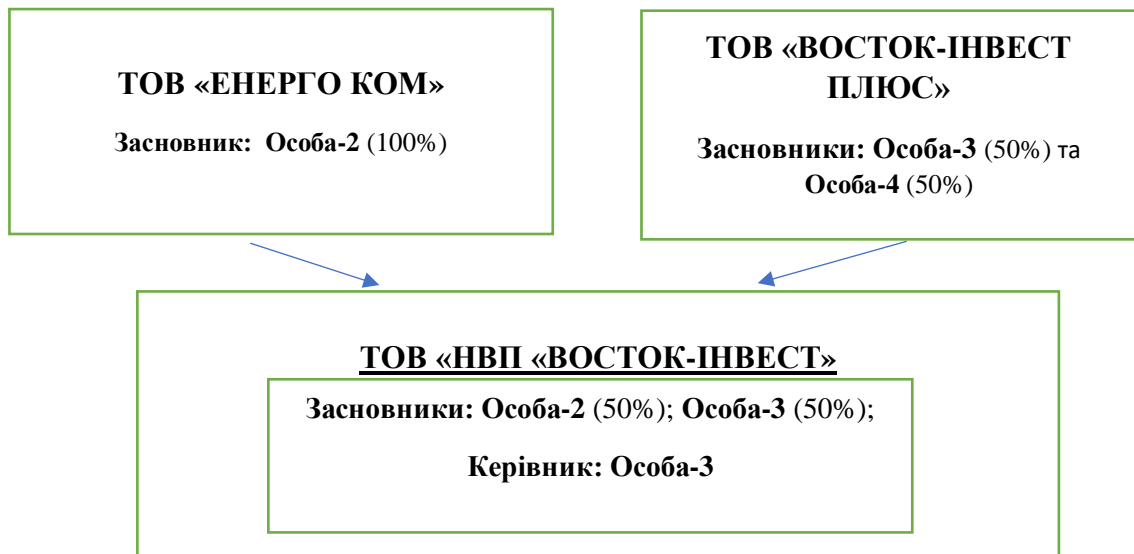 ТОВ «ЕНЕРГО КОМ»
Засновник: Особа-2 (100%)
ТОВ «ВОСТОК-ІНВЕСТ
ПЛЮС»
Засновники: Особа-3 (50%) та
Особа-4 (50%)
ТОВ «НВП «ВОСТОК-ІНВЕСТ»
Засновники: Особа-2 (50%); Особа-3 (50%);
Керівник: Особа-3